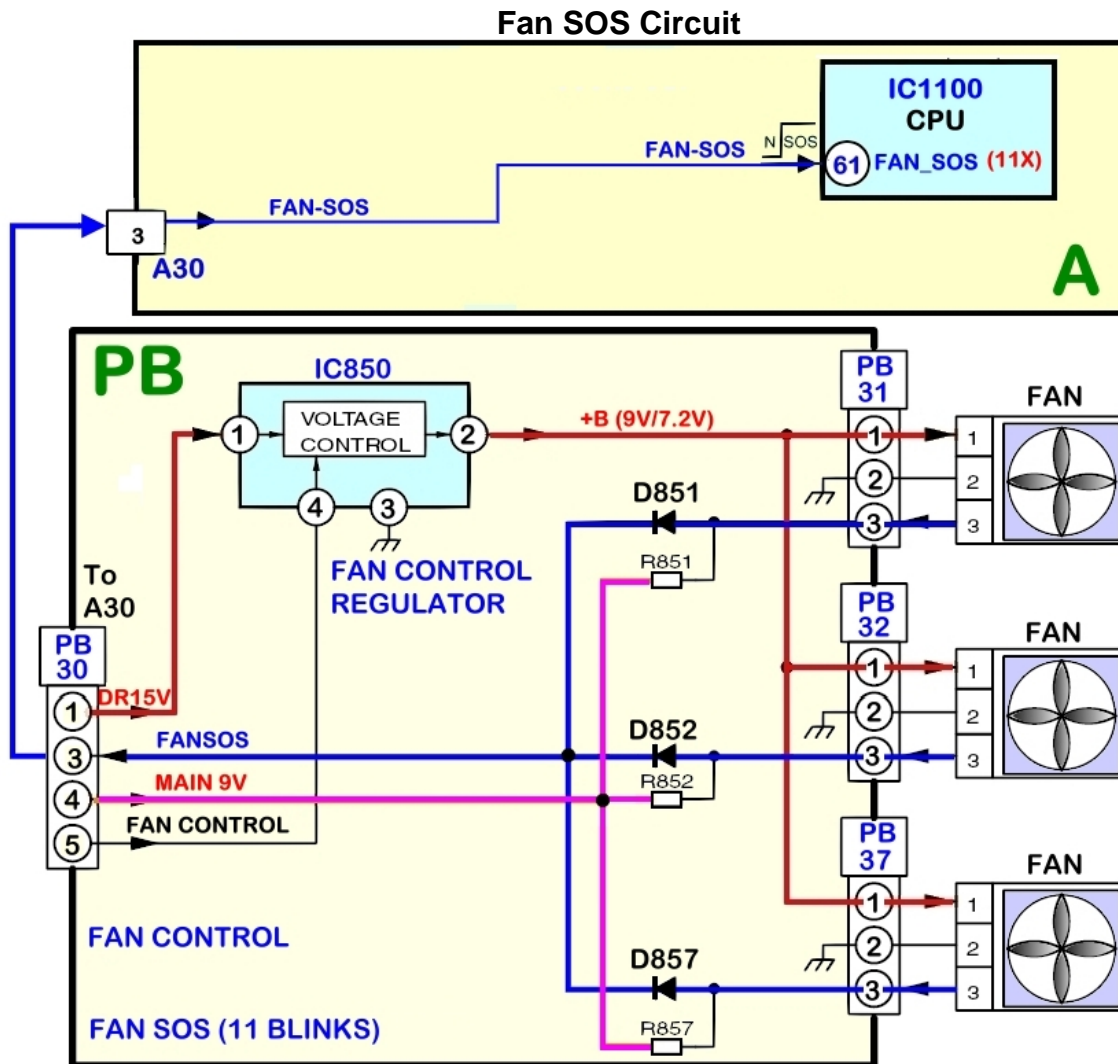 Fan SOS Circuit
IC1100
CPU
61 FAN_SOS (11X)
N SOS
FAN-SOS
FAN-SOS
3
A30
A
PB
IC850
VOLTAGE
CONTROL
1
2
4
3
+B (9V/7.2V)
FAN CONTROL
REGULATOR
To
A30
PB
30
1
DR15V
3
FANSOS
4
MAIN 9V
5
FAN CONTROL
D851
R851
D852
R852
D857
R857
PB
31
1
2
3
FAN
1
2
3
PB
32
1
2
3
FAN
1
2
3
PB
37
1
2
3
FAN
1
2
3
FAN CONTROL
FAN SOS (11 BLINKS)